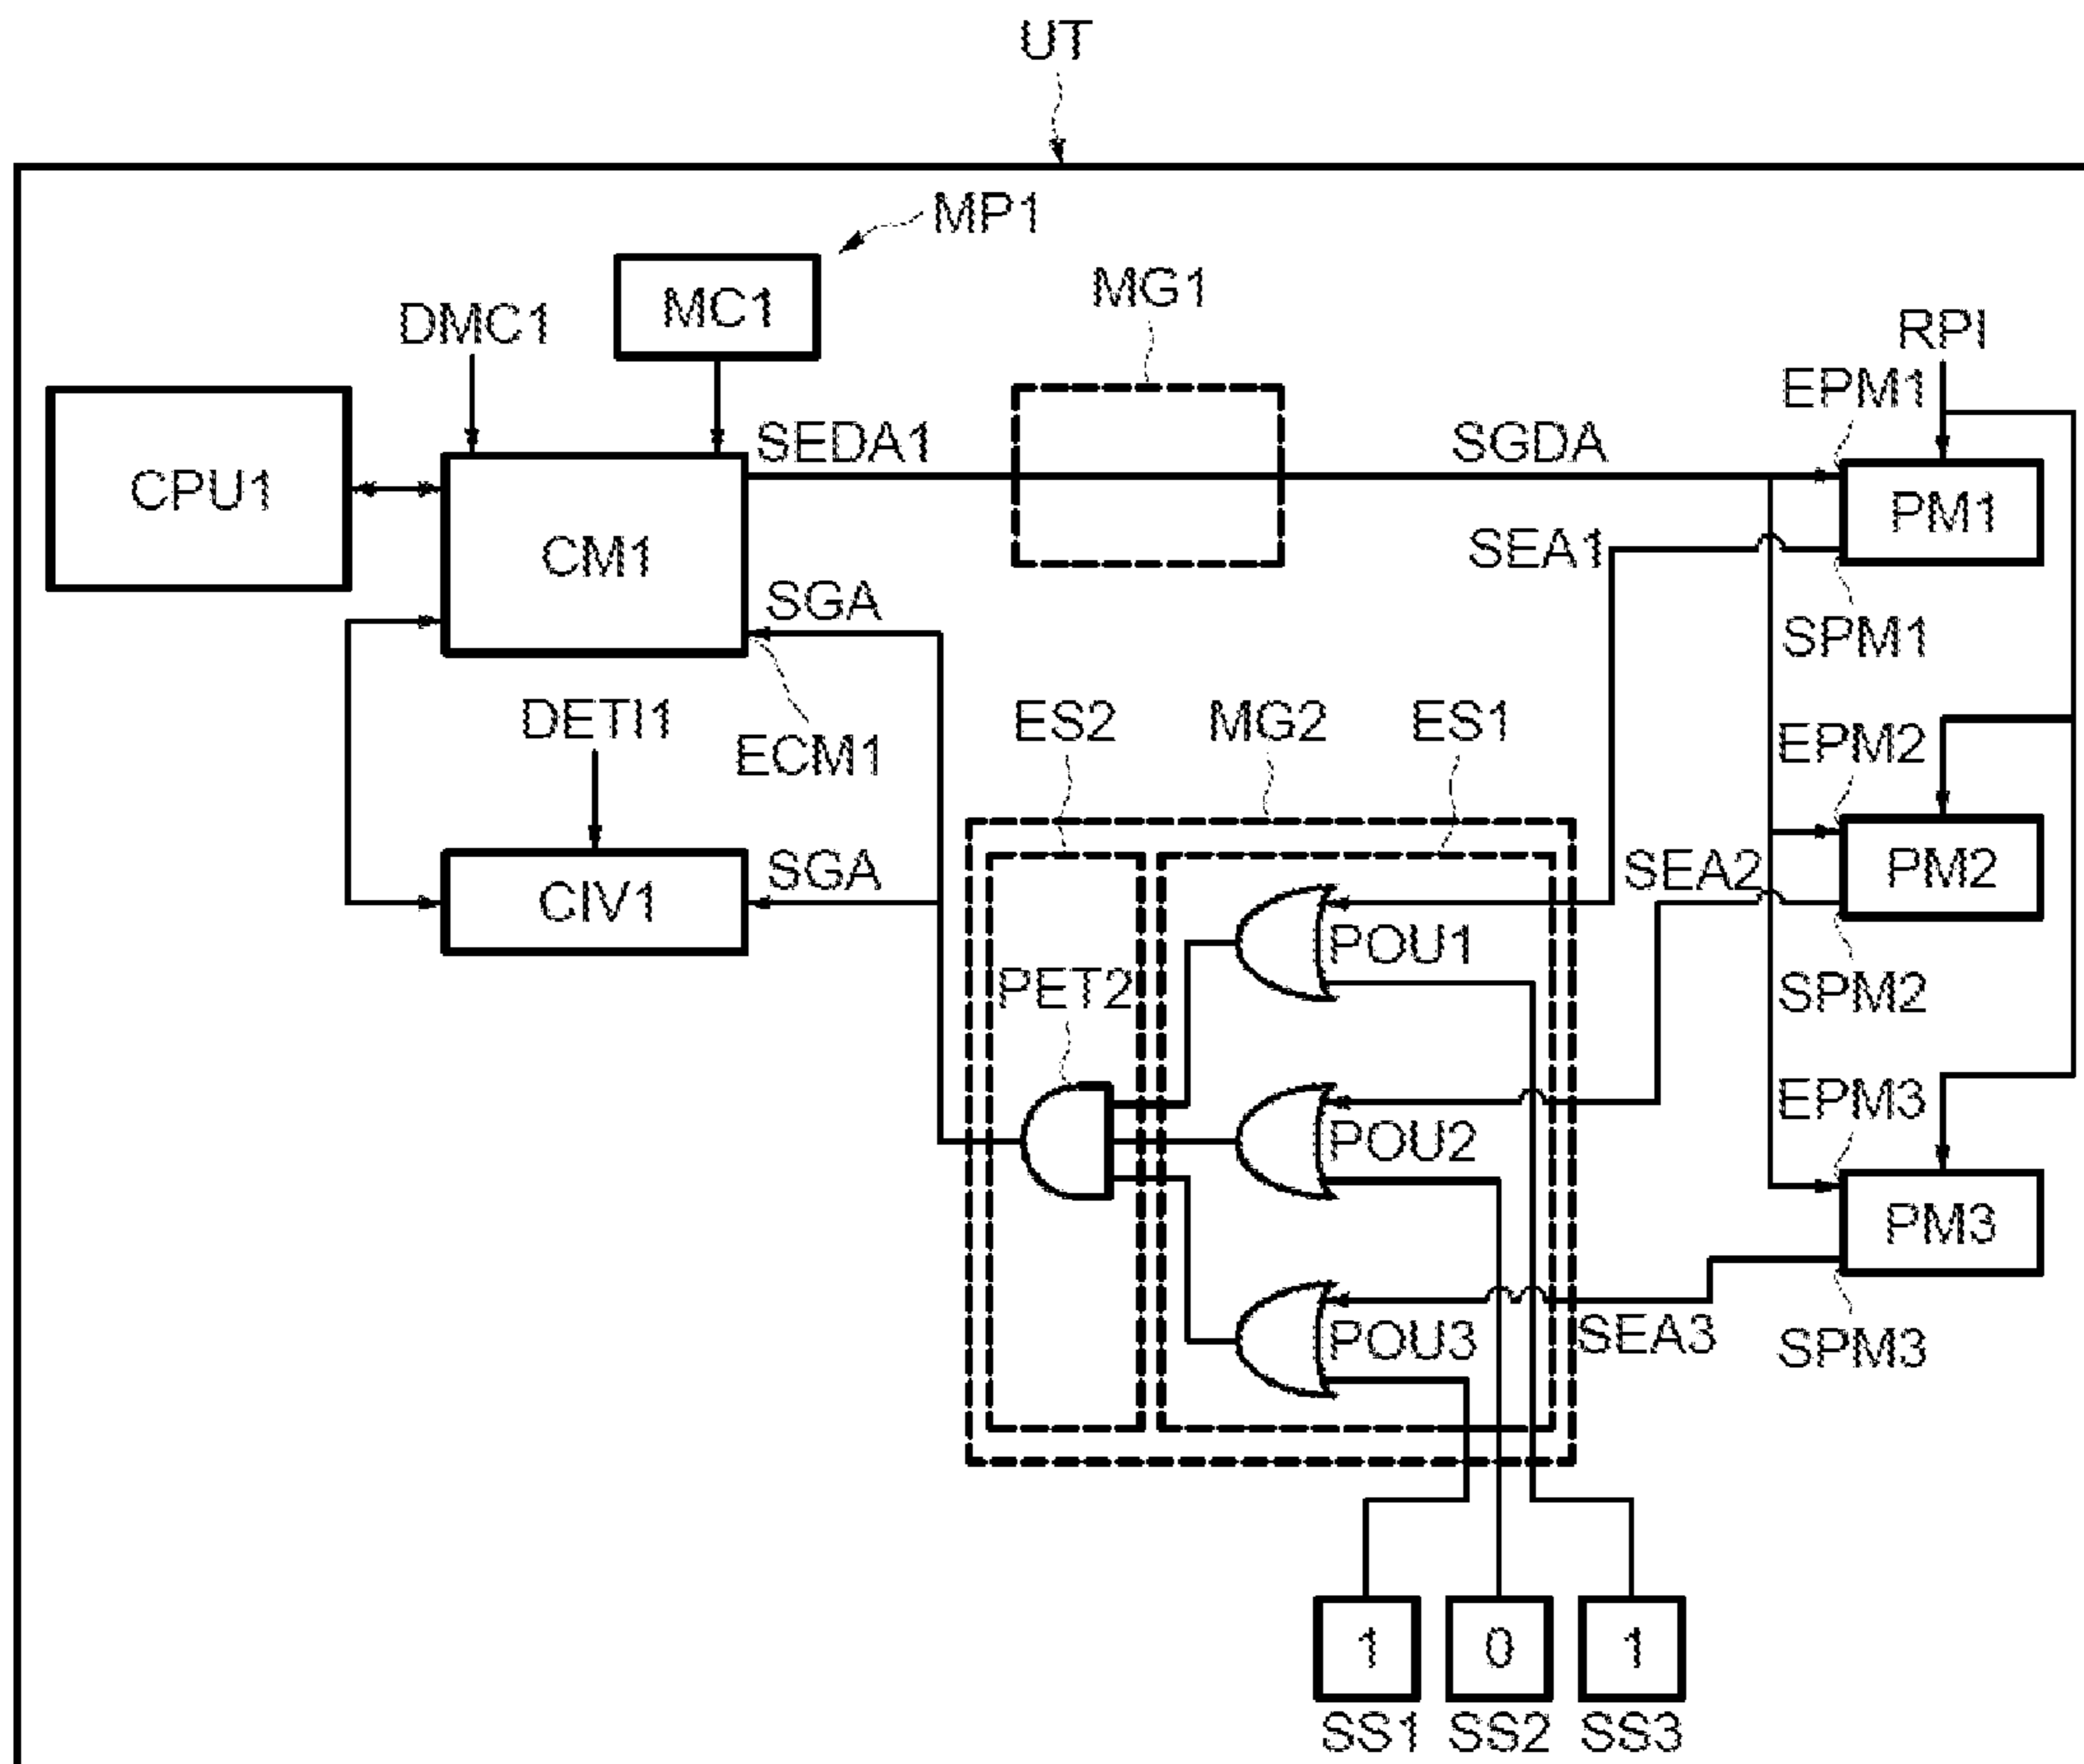 UT
MP1
MC1
MG1
DMC1
RPI
EPM1
CPU1
SEDA1
SGDA
PM1
CM1
SEA1
SGA
SPM1
DETI1
ECM1
ES2
MG2
ES1
EPM2
SGA
SEA2
PM2
CIV1
POU1
PET2
SPM2
EPM3
POU2
PM3
POU3
SEA3
SPM3
1
0
1
SS1
SS2
SS3